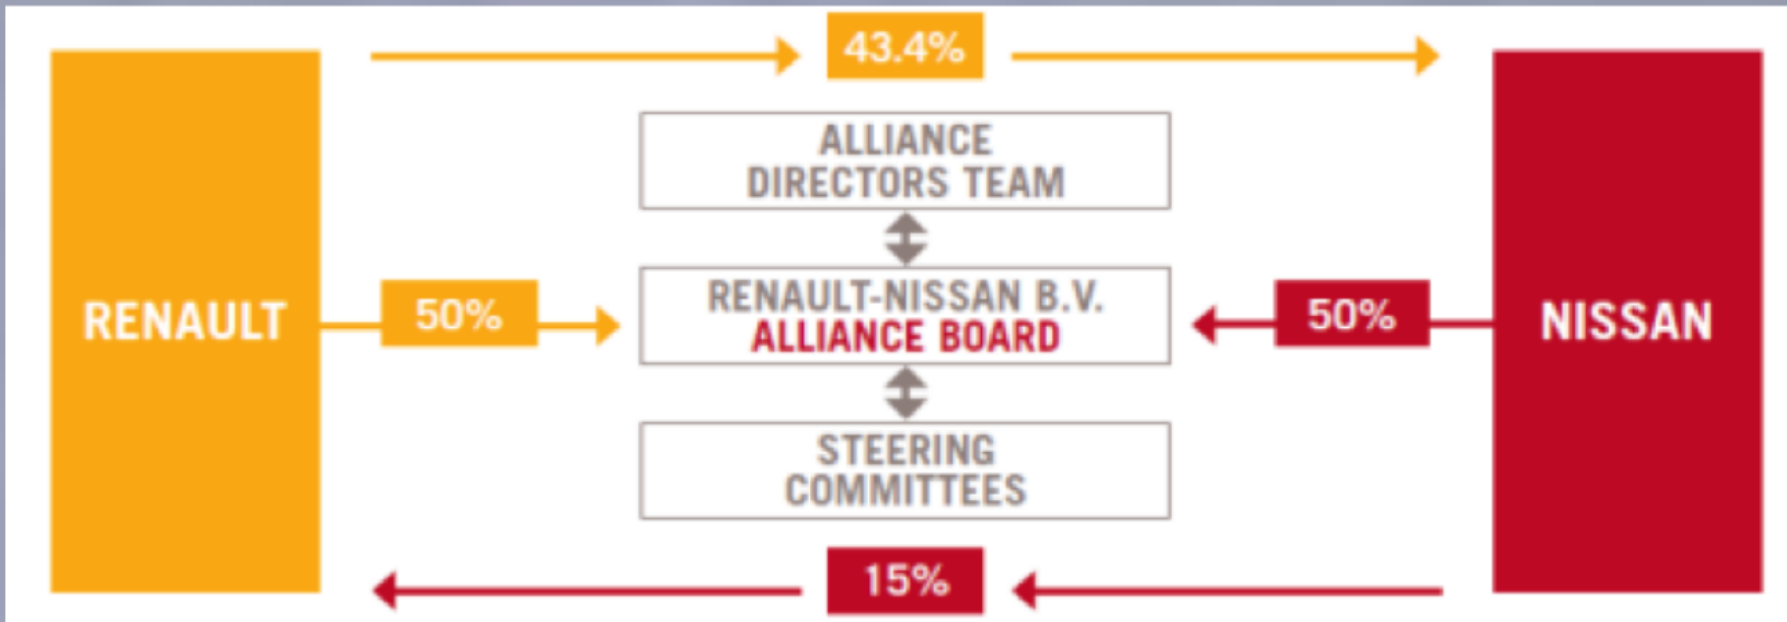 43.4%
ALLIANCE
DIRECTORS TEAM
RENAULT
50%
RENAULT-NISSAN B.V.
ALLIANCE BOARD
50%
NISSAN
STEERING
COMMITTEES
15%